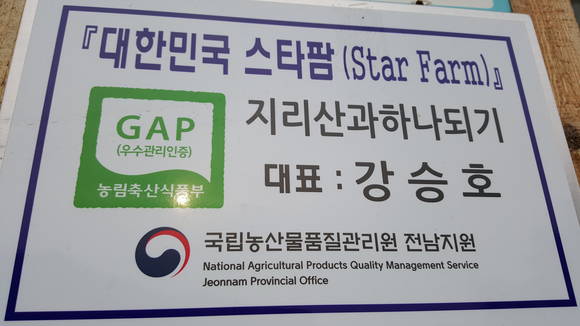 『대한민국 스타팜(Star Farm)』
GAP
(우수관리인증)
농림축산식품부
지리산과하나되기
대표 : 강승호
국립농산물품질관리원 전남지원
National Agricultural Products Quality Management Service
Jeonnam Provincial Office